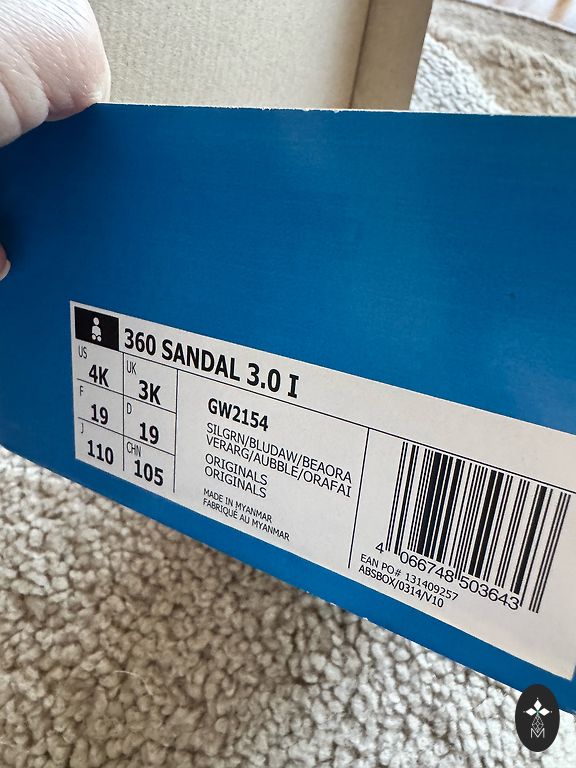 360 SANDAL 3.0 I
US 4K
UK 3K
F 19
D 19
J 110
CHN 105
GW2154
SILGRN/BLUDAW/BEAORA
VERARG/AUBBLE/ORAFAI
ORIGINALS
ORIGINALS
MADE IN MYANMAR
FABRIQUÉ AU MYANMAR
4 066748 503643
EAN PO# 131409257
ABSBOX/0314/V10
M